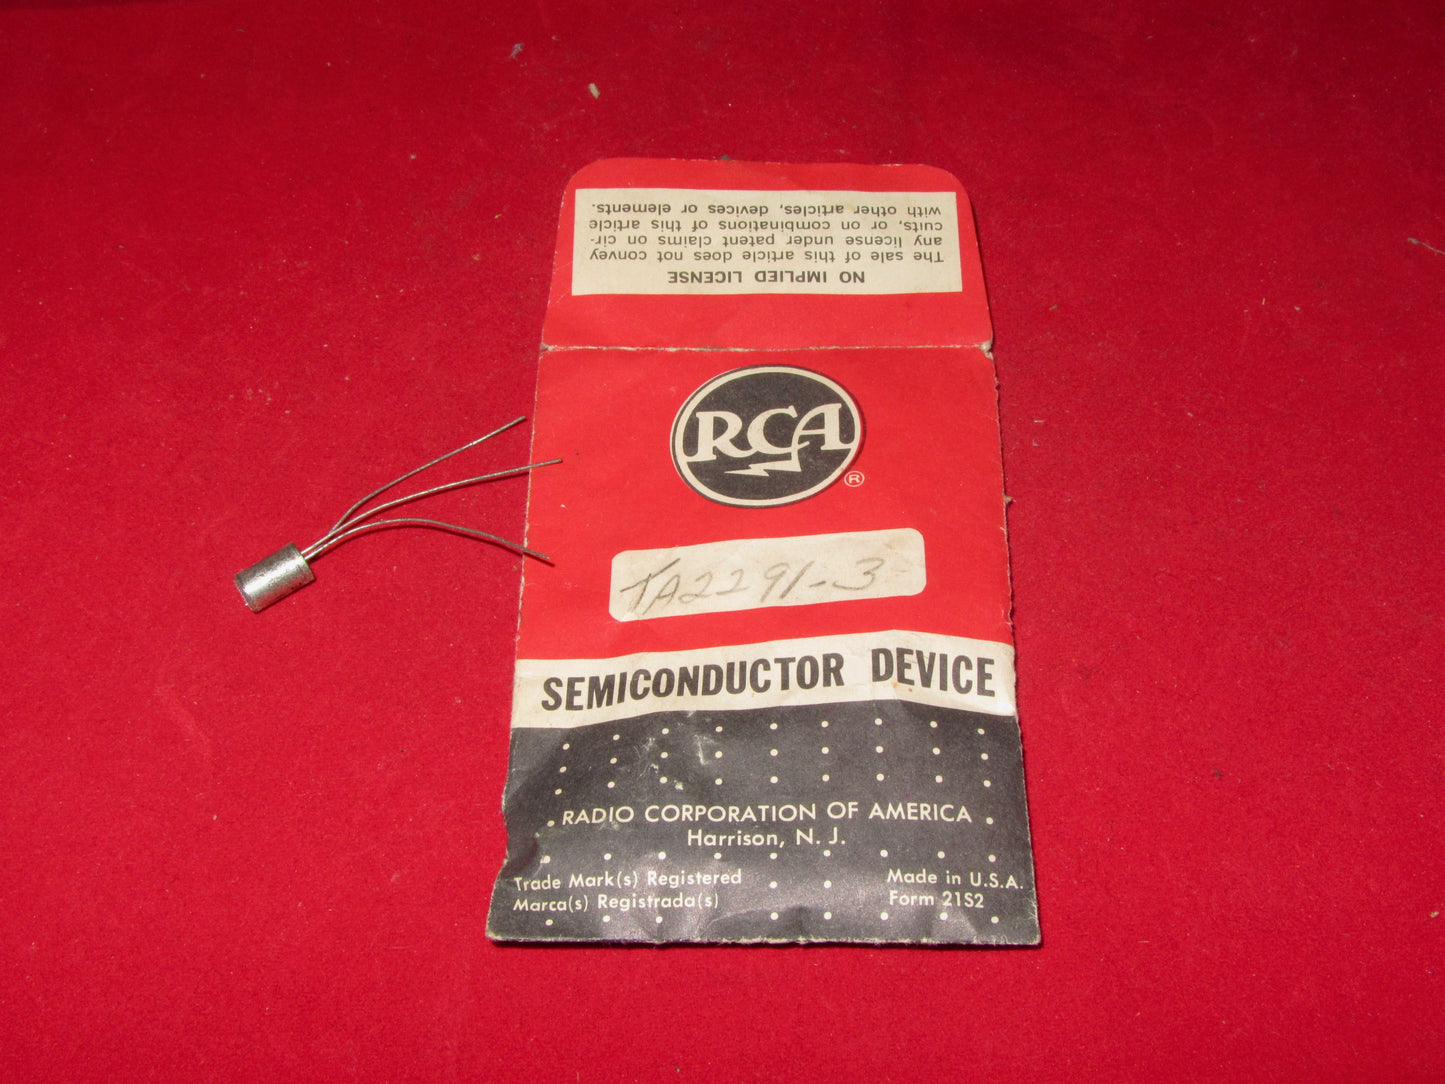 NO IMPLIED LICENSE
The sale of this article does not convey
any license under patent claims on cir-
cuits, or on combinations of this article
with other articles, devices or elements.
RCA
®
TA2291-3
SEMICONDUCTOR DEVICE
RADIO CORPORATION OF AMERICA
Harrison, N. J.
Trade Mark(s) Registered
Marca(s) Registrada(s)
Made in U.S.A.
Form 21S2